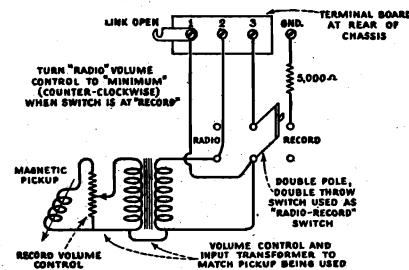 LINK OPEN
1 2 3 GND.
TERMINAL BOARD
AT REAR OF
CHASSIS
TURN "RADIO" VOLUME
CONTROL TO "MINIMUM"
(COUNTER-CLOCKWISE)
WHEN SWITCH IS AT "RECORD"
5,000Ω
RADIO
RECORD
MAGNETIC
PICKUP
DOUBLE POLE,
DOUBLE THROW
SWITCH USED AS
"RADIO-RECORD"
SWITCH
RECORD VOLUME
CONTROL
VOLUME CONTROL AND
INPUT TRANSFORMER TO
MATCH PICKUP BEING USED